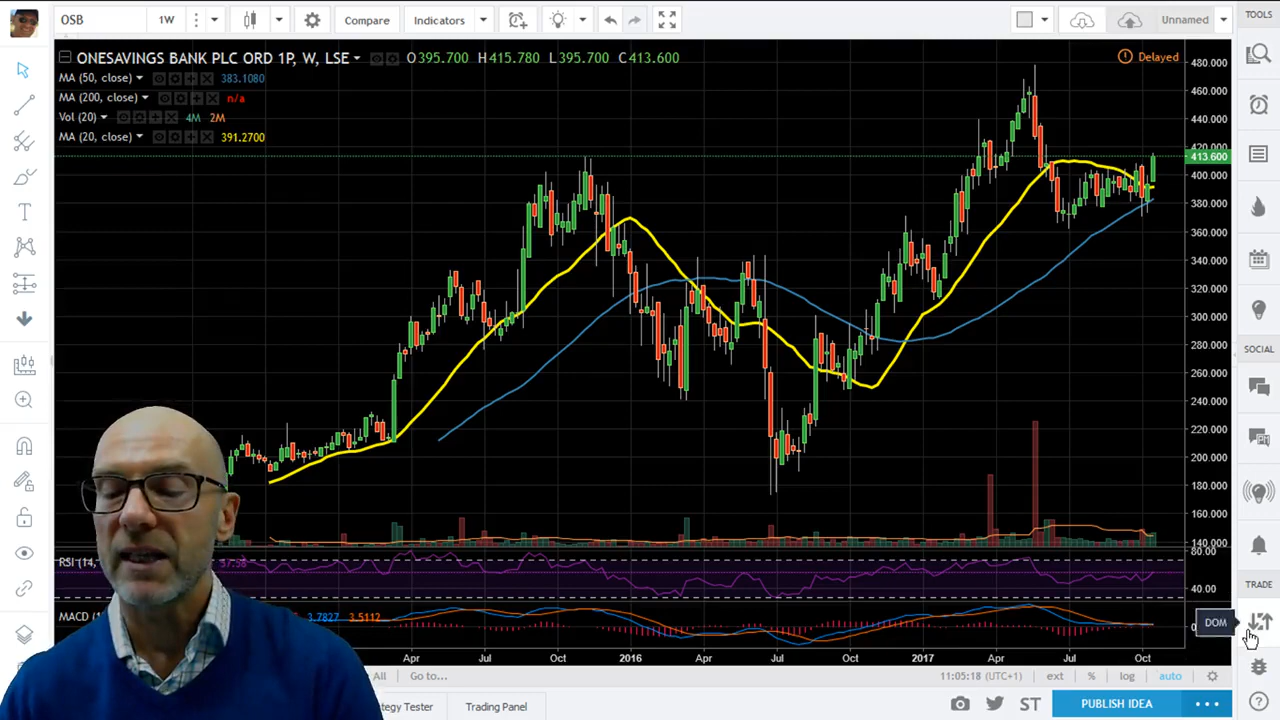 OSB
1W
Compare
Indicators
Unnamed
TOOLS
ONESAVINGS BANK PLC ORD 1P, W, LSE
O395.700 H415.780 L395.700 C413.600
Delayed
MA (50, close) 383.1080
MA (200, close) n/a
Vol (20) 4M 2M
MA (20, close) 391.2700
480.000
460.000
440.000
420.000
413.600
400.000
380.000
360.000
340.000
320.000
300.000
280.000
260.000
240.000
220.000
200.000
180.000
160.000
140.000
SOCIAL
RSI (14,
80.00
40.00
TRADE
MACD (1 3.7827 3.5112
DOM
Apr Jul Oct 2016 Apr Jul Oct 2017 Apr Jul Oct
All Go to... 11:05:18 (UTC+1) ext % log auto
tegy Tester Trading Panel ST PUBLISH IDEA